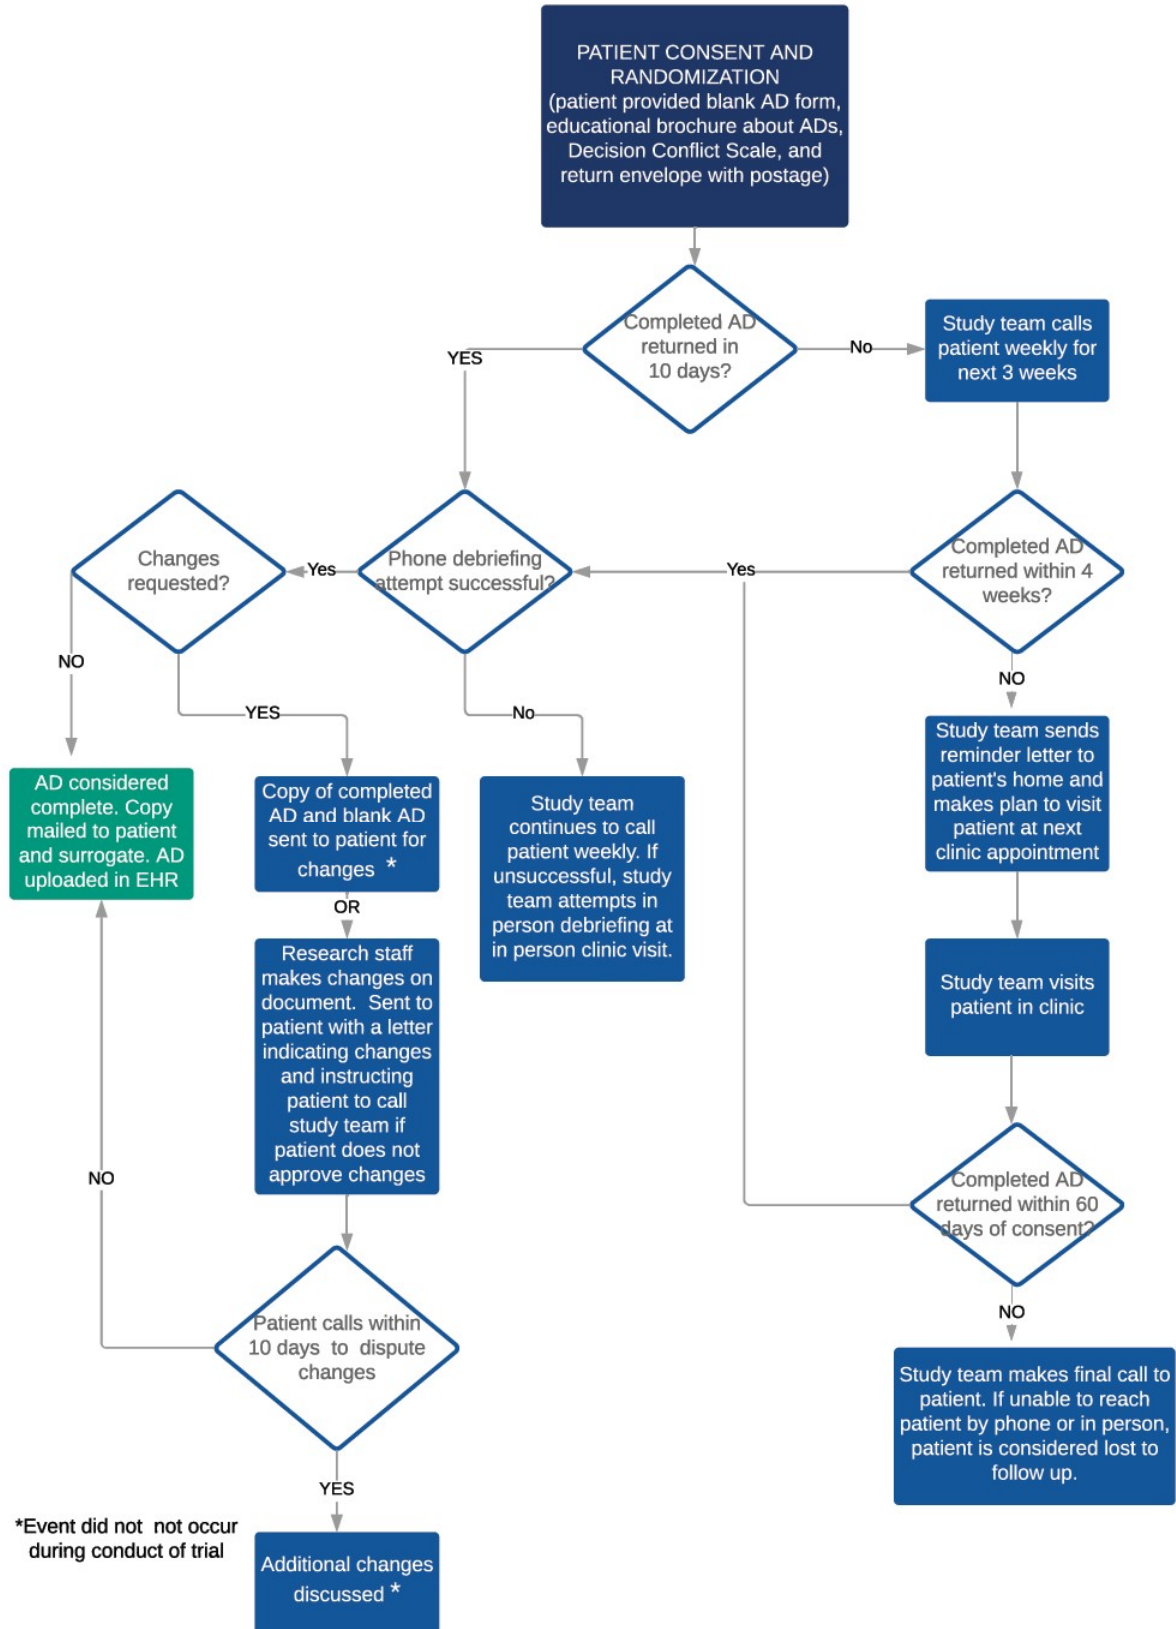 PATIENT CONSENT AND
RANDOMIZATION
(patient provided blank AD form,
educational brochure about ADs,
Decision Conflict Scale, and
return envelope with postage)
Completed AD
returned in
10 days?
YES
No
Study team calls
patient weekly for
next 3 weeks
Changes
requested?
Yes
Phone debriefing
attempt successful?
Yes
Completed AD
returned within 4
weeks?
NO
YES
No
NO
AD considered
complete. Copy
mailed to patient
and surrogate. AD
uploaded in EHR
Copy of completed
AD and blank AD
sent to patient for
changes *
OR
Research staff
makes changes on
document. Sent to
patient with a letter
indicating changes
and instructing
patient to call
study team if
patient does not
approve changes
Study team
continues to call
patient weekly. If
unsuccessful, study
team attempts in
person debriefing at
in person clinic visit.
Study team sends
reminder letter to
patient's home and
makes plan to visit
patient at next
clinic appointment
Study team visits
patient in clinic
NO
Completed AD
returned within 60
days of consent?
NO
Patient calls within
10 days to dispute
changes
Study team makes final call to
patient. If unable to reach
patient by phone or in person,
patient is considered lost to
follow up.
YES
*Event did not not occur
during conduct of trial
Additional changes
discussed *